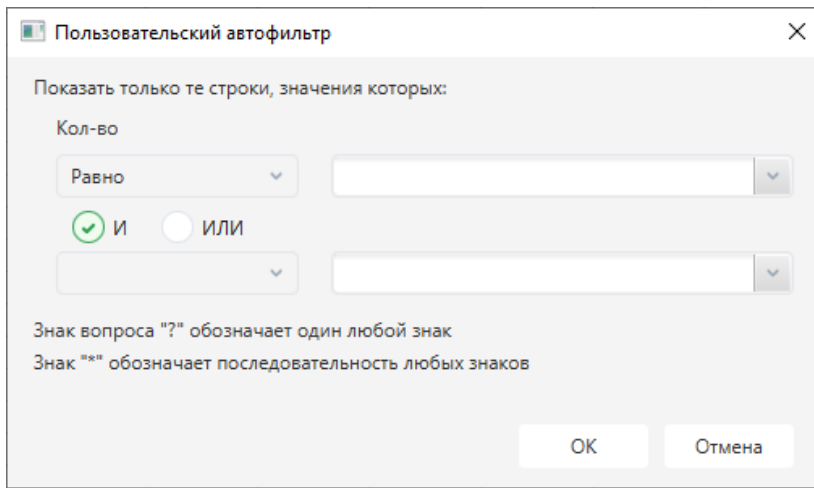 Пользовательский автофильтр
Показать только те строки, значения которых:
Кол-во
Равно
И ИЛИ
Знак вопроса "?" обозначает один любой знак
Знак "*" обозначает последовательность любых знаков
ОК Отмена